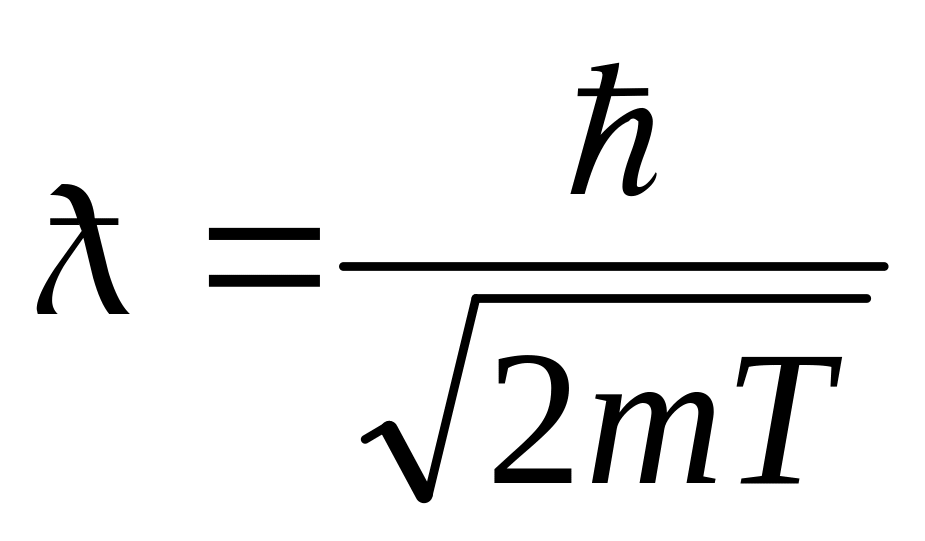 ƛ = ℏ / √2mT